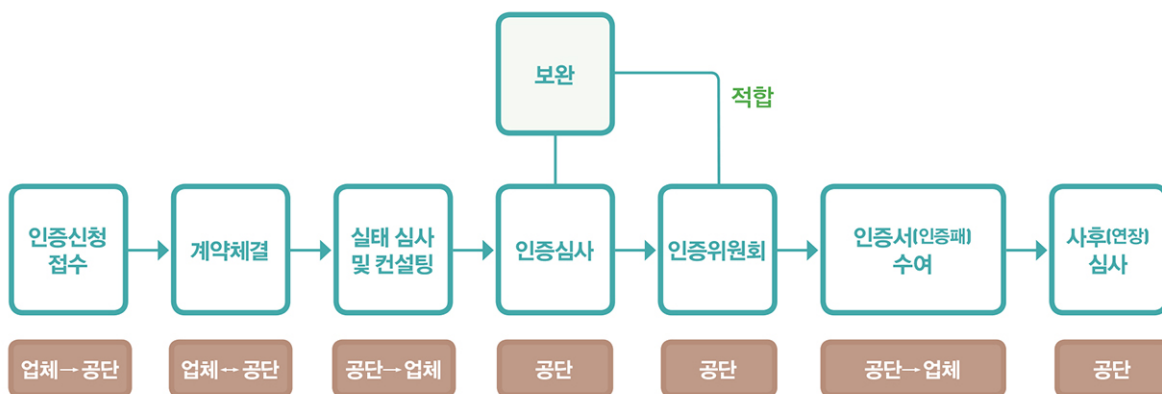 보완
적합
인증신청
접수
계약체결
실태 심사
및 컨설팅
인증심사
인증위원회
인증서(인증패)
수여
사후(연장)
심사
업체→공단
업체↔공단
공단→업체
공단
공단
공단→업체
공단